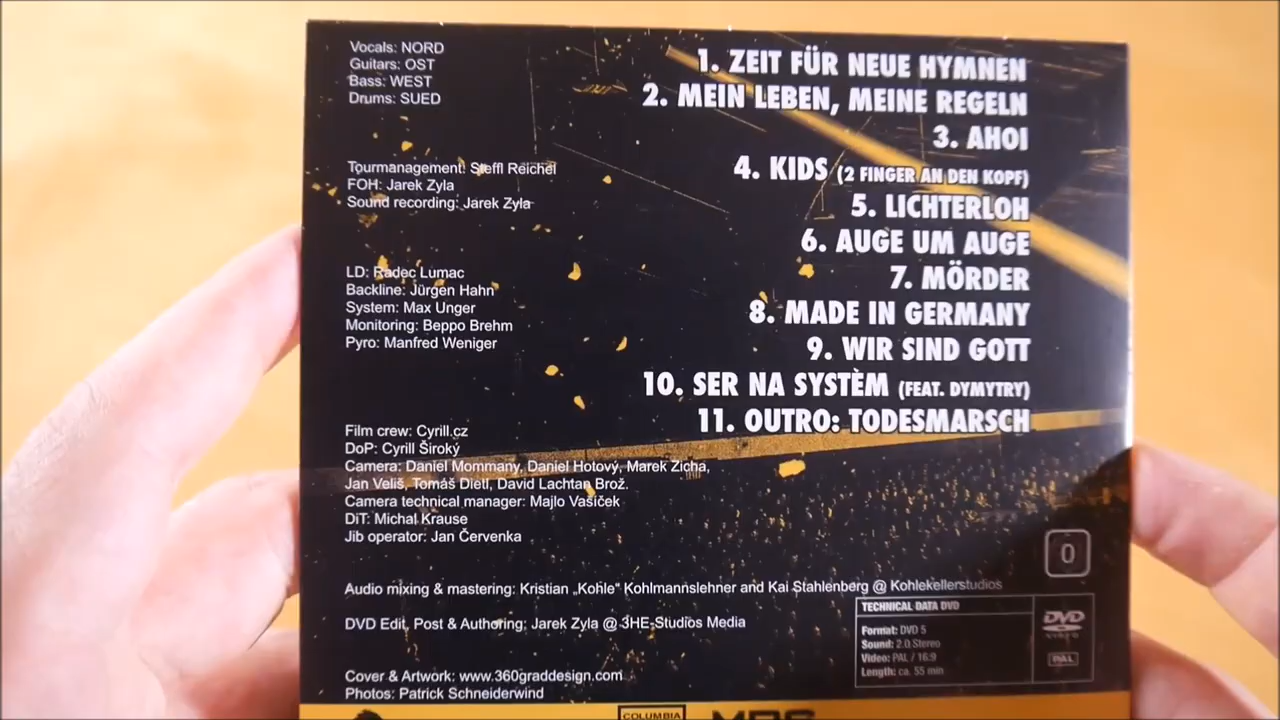 Vocals: NORD
Guitars: OST
Bass: WEST
Drums: SUED
Tourmanagement: Steffl Reichel
FOH: Jarek Zyla
Sound recording: Jarek Zyla
LD: Radec Lumac
Backline: Jürgen Hahn
System: Max Unger
Monitoring: Beppo Brehm
Pyro: Manfred Weniger
Film crew: Cyrill.cz
DoP: Cyrill Široký
Camera: Daniel Mommany, Daniel Hotový, Marek Zicha,
Jan Veliš, Tomáš Dietl, David Lachtan Brož.
Camera technical manager: Majlo Vašíček
DiT: Michal Krause
Jib operator: Jan Červenka
Audio mixing & mastering: Kristian „Kohle“ Kohlmannslehner and Kai Stahlenberg @ Kohlekellerstudios
DVD Edit, Post & Authoring: Jarek Zyla @ 3HE-Studios Media
Cover & Artwork: www.360graddesign.com
Photos: Patrick Schneiderwind
1. ZEIT FÜR NEUE HYMNEN
2. MEIN LEBEN, MEINE REGELN
3. AHOI
4. KIDS (2 FINGER AN DEN KOPF)
5. LICHTERLOH
6. AUGE UM AUGE
7. MÖRDER
8. MADE IN GERMANY
9. WIR SIND GOTT
10. SER NA SYSTÈM (FEAT. DYMYTRY)
11. OUTRO: TODESMARSCH
0
TECHNICAL DATA DVD
Format: DVD 5
Sound: 2.0 Stereo
Video: PAL / 16:9
Length: ca. 55 min
DVD
VIDEO
PAL
COLUMBIA